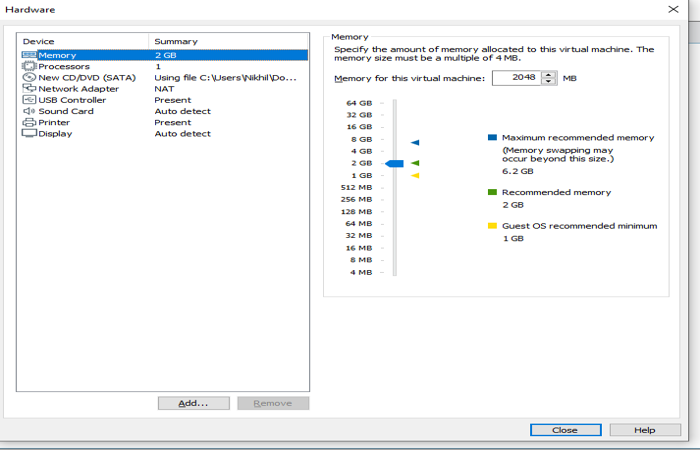 Hardware
Device Summary
Memory 2 GB
Processors 1
New CD/DVD (SATA) Using file C:\Users\Nikhil\Do...
Network Adapter NAT
USB Controller Present
Sound Card Auto detect
Printer Present
Display Auto detect
Add...
Remove
Memory
Specify the amount of memory allocated to this virtual machine. The
memory size must be a multiple of 4 MB.
Memory for this virtual machine: 2048 MB
64 GB
32 GB
16 GB
8 GB
4 GB
2 GB
1 GB
512 MB
256 MB
128 MB
64 MB
32 MB
16 MB
8 MB
4 MB
Maximum recommended memory
(Memory swapping may
occur beyond this size.)
6.2 GB
Recommended memory
2 GB
Guest OS recommended minimum
1 GB
Close
Help